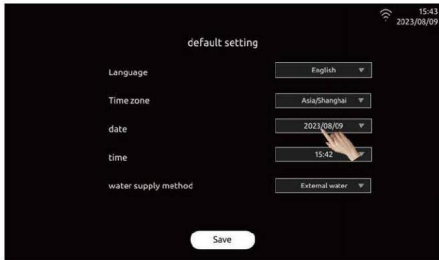 15:43
2023/08/09
default setting
Language English
Time zone Asia/Shanghai
date 2023/08/09
time 15:42
water supply method External water
Save